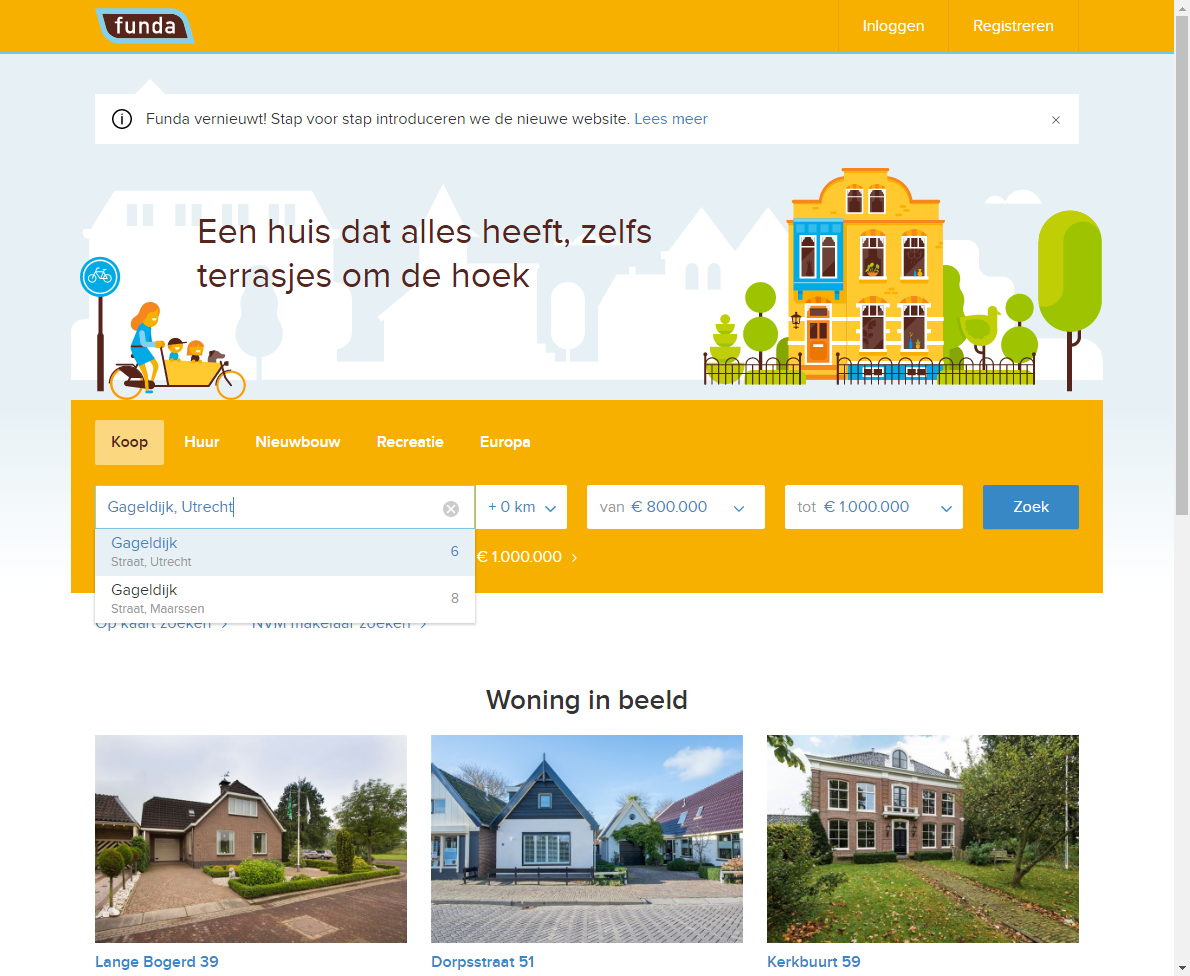 funda
Inloggen
Registreren
Funda vernieuwt! Stap voor stap introduceren we de nieuwe website. Lees meer
Een huis dat alles heeft, zelfs
terrasjes om de hoek
Koop
Huur
Nieuwbouw
Recreatie
Europa
Gageldijk, Utrecht
+ 0 km
van € 800.000
tot € 1.000.000
Zoek
Gageldijk
6
Straat, Utrecht
€ 1.000.000
Gageldijk
8
Straat, Maarssen
Op kaart zoeken
NVM makelaar zoeken
Woning in beeld
Lange Bogerd 39
Dorpsstraat 51
Kerkbuurt 59